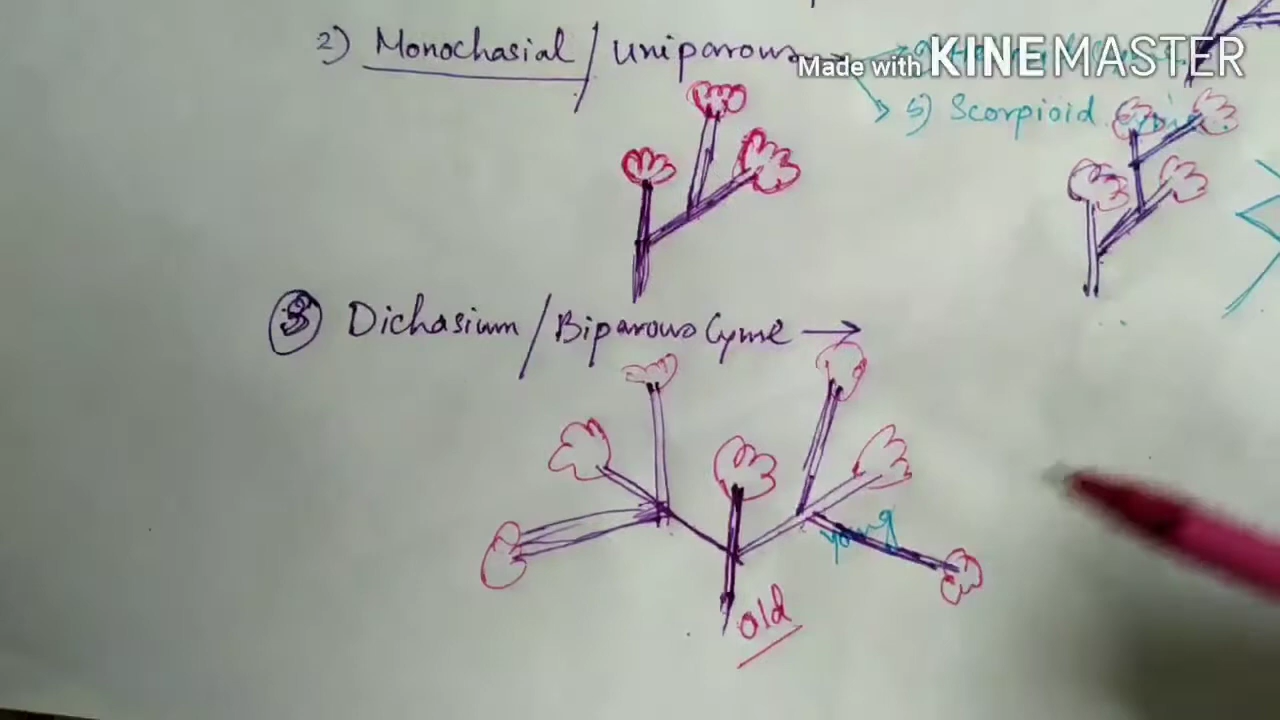 2) Monochasial / Uniparous
Made with KINEMASTER
5) Scorpioid
3 Dichasium / Biparous Cyme →
young
old